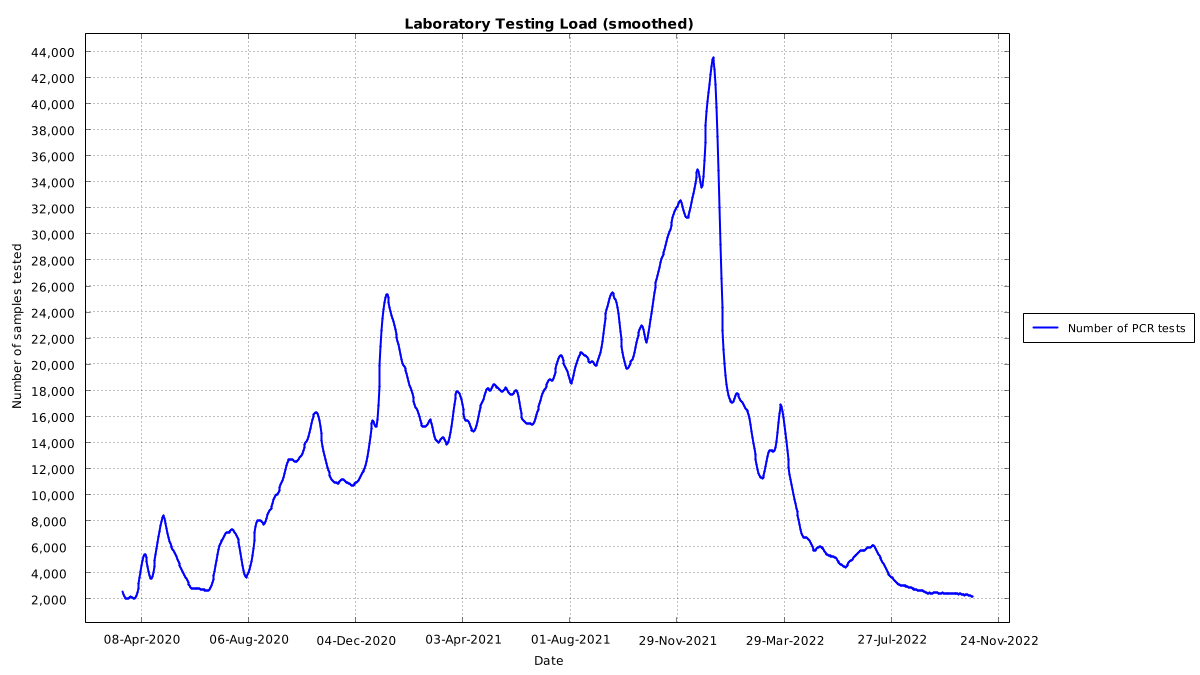 Laboratory Testing Load (smoothed)
44,000
42,000
40,000
38,000
36,000
34,000
32,000
30,000
28,000
26,000
24,000
22,000
20,000
18,000
16,000
14,000
12,000
10,000
8,000
6,000
4,000
2,000
Number of samples tested
08-Apr-2020
06-Aug-2020
04-Dec-2020
03-Apr-2021
01-Aug-2021
29-Nov-2021
29-Mar-2022
27-Jul-2022
24-Nov-2022
Date
Number of PCR tests